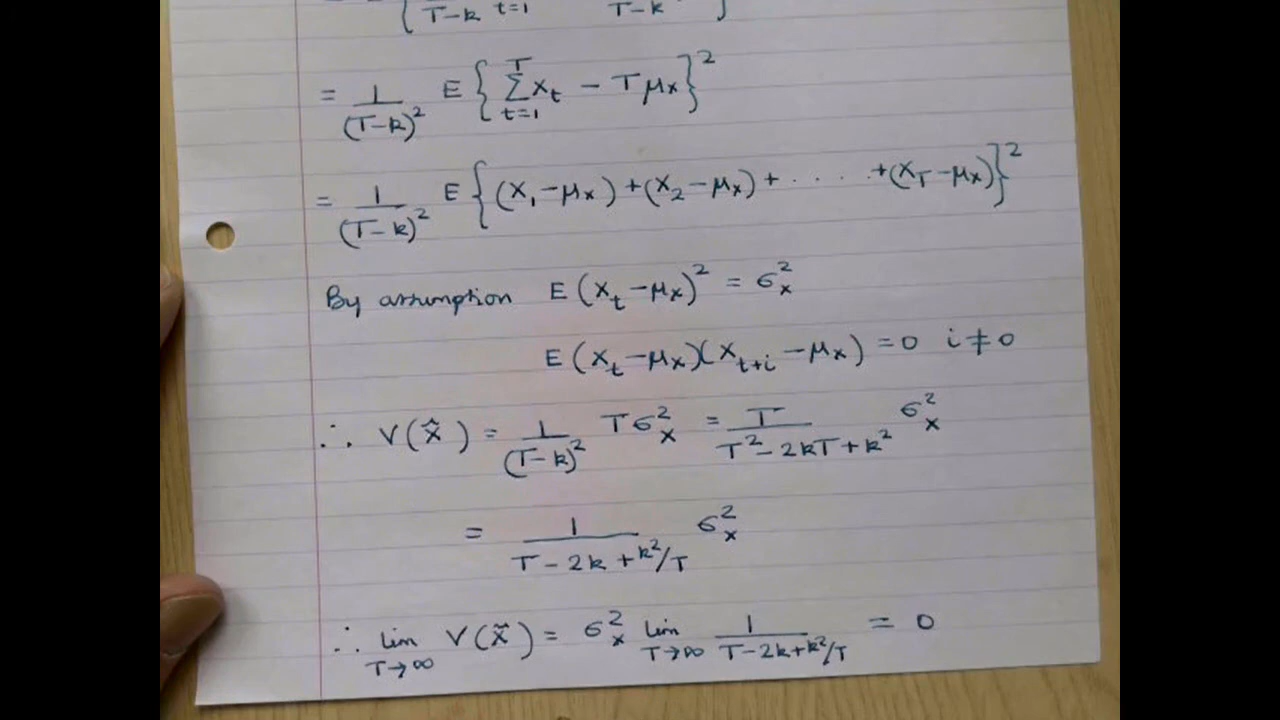 { T-k t=1 T-k }
= 1/(T-k)² E { Σ_{t=1}^{T} x_t - Tμ_x }²
= 1/(T-k)² E { (x_1-μ_x) + (x_2-μ_x) + . . . . + (x_T-μ_x) }²
By assumption E(x_t-μ_x)² = σ_x²
E(x_t-μ_x)(x_{t+i}-μ_x) = 0 i≠0
∴ V(x̂) = 1/(T-k)² Tσ_x² = T/(T²-2kT+k²) σ_x²
= 1/(T-2k+k²/T) σ_x²
∴ lim_{T→∞} V(x̃) = σ_x² lim_{T→∞} 1/(T-2k+k²/T) = 0